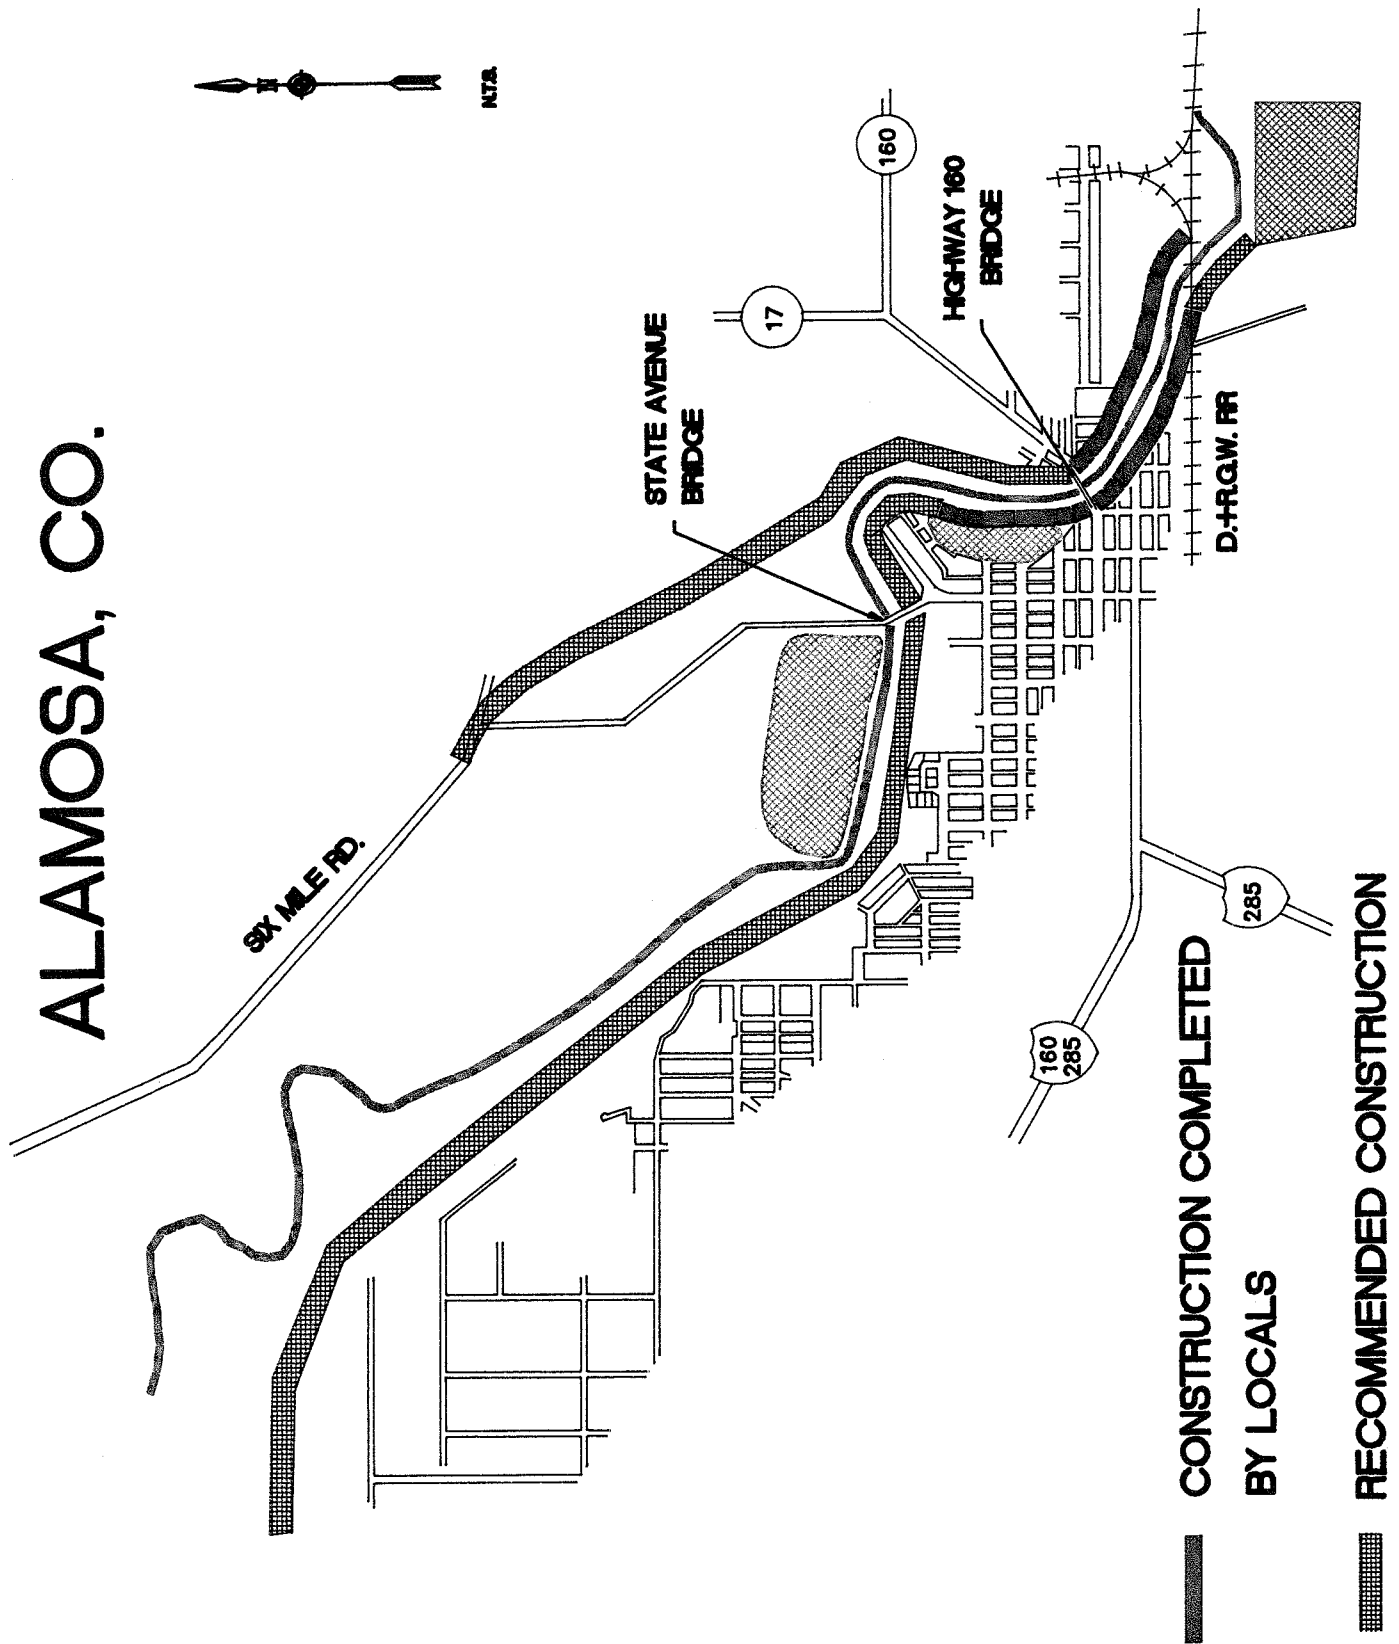 ALAMOSA, CO.
N
N.T.S.
SIX MILE RD.
STATE AVENUE
BRIDGE
17
160
HIGHWAY 160
BRIDGE
D.+R.G.W. RR
160
285
285
CONSTRUCTION COMPLETED
BY LOCALS
RECOMMENDED CONSTRUCTION